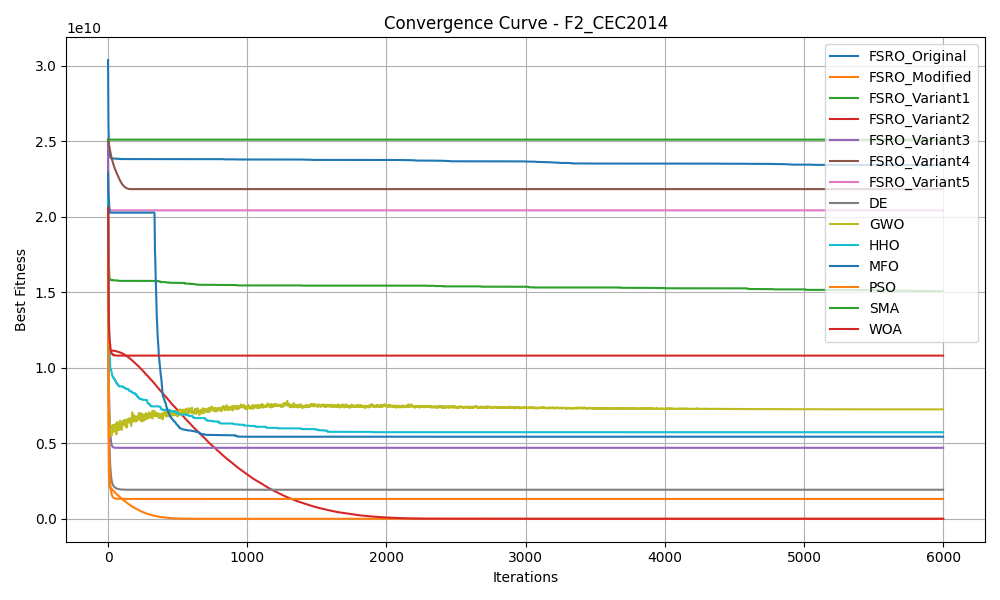 Convergence Curve - F2_CEC2014
1e10
3.0
2.5
2.0
1.5
1.0
0.5
0.0
Best Fitness
0 1000 2000 3000 4000 5000 6000
Iterations
FSRO_Original
FSRO_Modified
FSRO_Variant1
FSRO_Variant2
FSRO_Variant3
FSRO_Variant4
FSRO_Variant5
DE
GWO
HHO
MFO
PSO
SMA
WOA